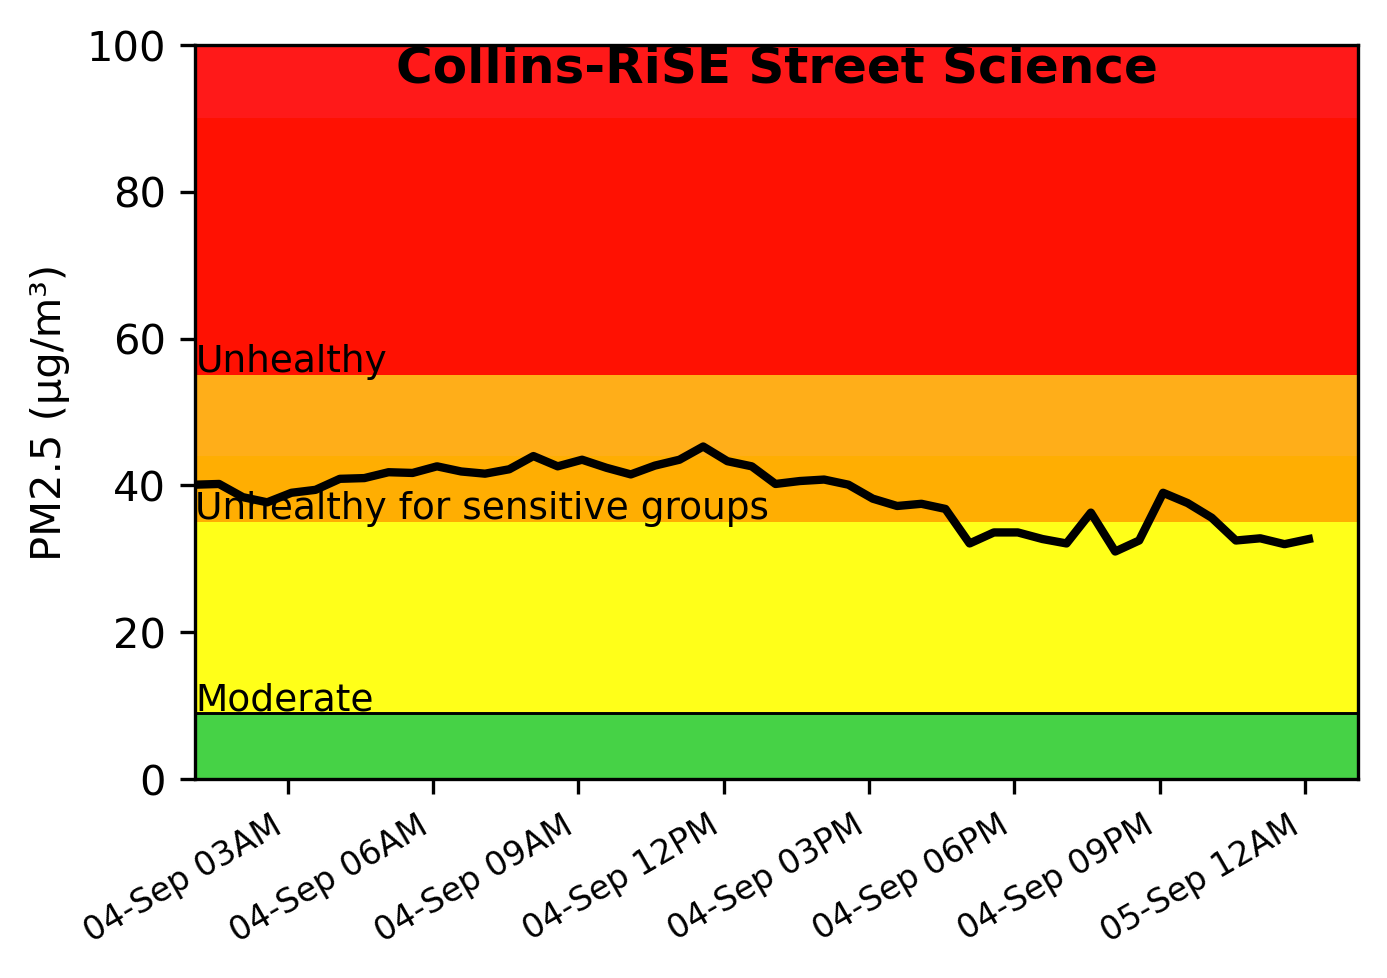 Collins-RiSE Street Science
PM2.5 (µg/m³)
100
80
60
40
20
0
Unhealthy
Unhealthy for sensitive groups
Moderate
04-Sep 03AM
04-Sep 06AM
04-Sep 09AM
04-Sep 12PM
04-Sep 03PM
04-Sep 06PM
04-Sep 09PM
05-Sep 12AM